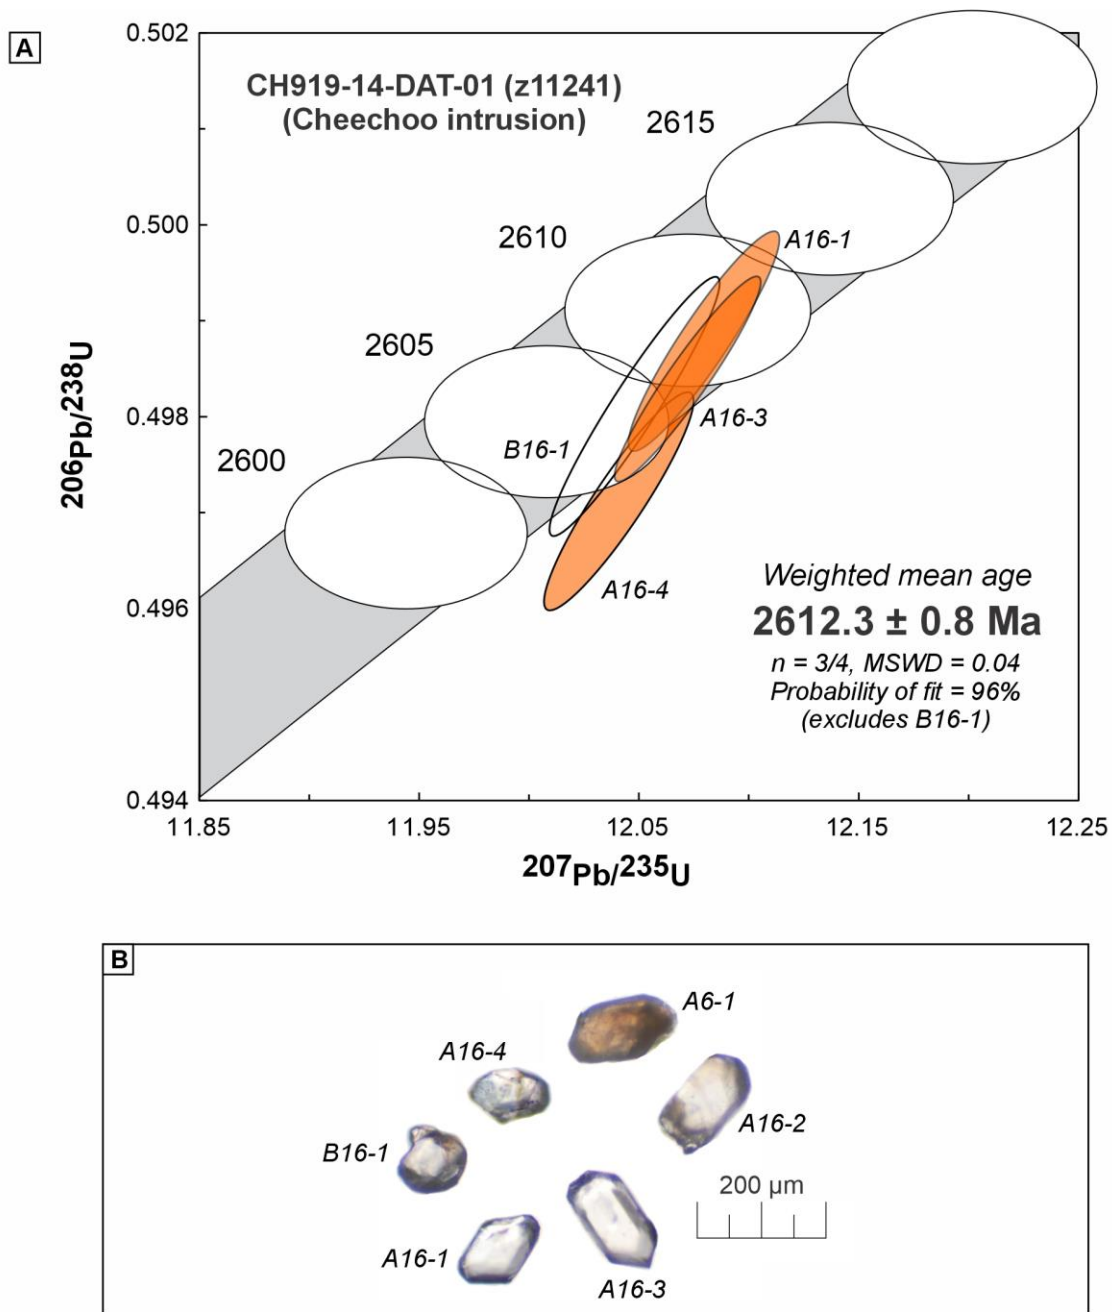 A
CH919-14-DAT-01 (z11241)
(Cheechoo intrusion)
0.502
0.500
0.498
0.496
0.494
206Pb/238U
2615
2610
2605
2600
A16-1
A16-3
B16-1
A16-4
Weighted mean age
2612.3 ± 0.8 Ma
n = 3/4, MSWD = 0.04
Probability of fit = 96%
(excludes B16-1)
11.85
11.95
12.05
12.15
12.25
207Pb/235U
B
A6-1
A16-4
A16-2
B16-1
200 µm
A16-1
A16-3